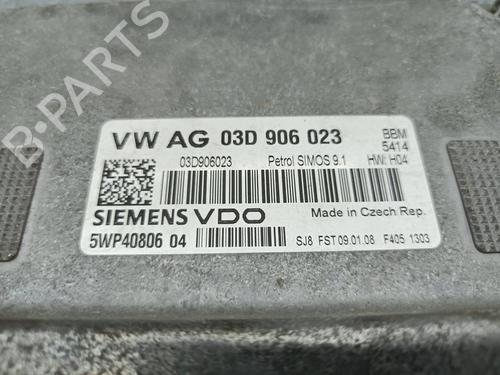 VW AG 03D 906 023 BBM
5414
03D906023 Petrol SIMOS 9.1 HW: H04
SIEMENS VDO Made in Czech Rep.
5WP40806 04 SJ8 FST 09.01.08 F405 1303
B-PARTS